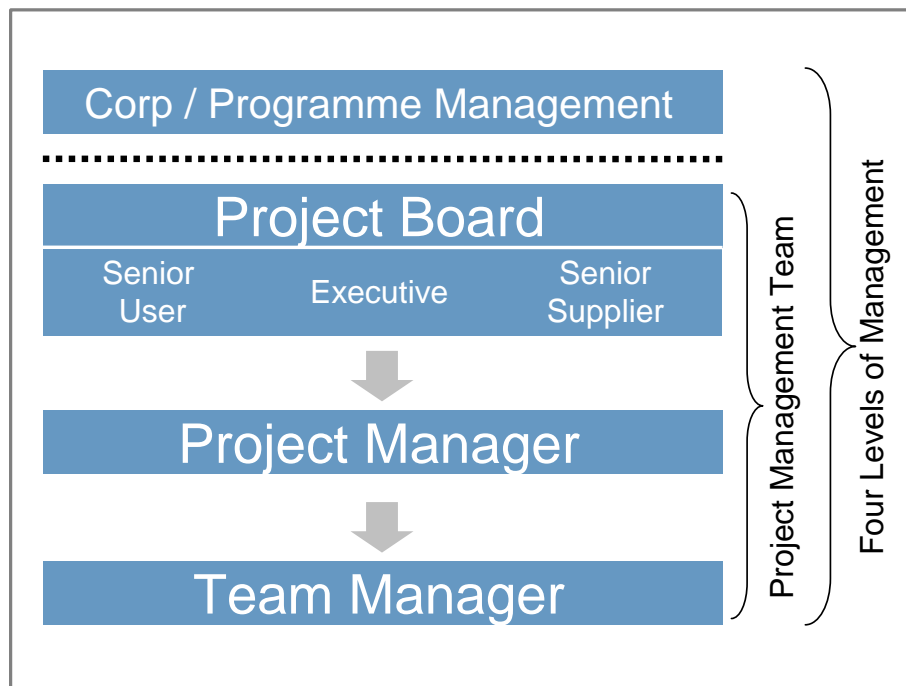 Corp / Programme Management
Project Board
Senior
User
Executive
Senior
Supplier
Project Manager
Team Manager
Project Management Team
Four Levels of Management